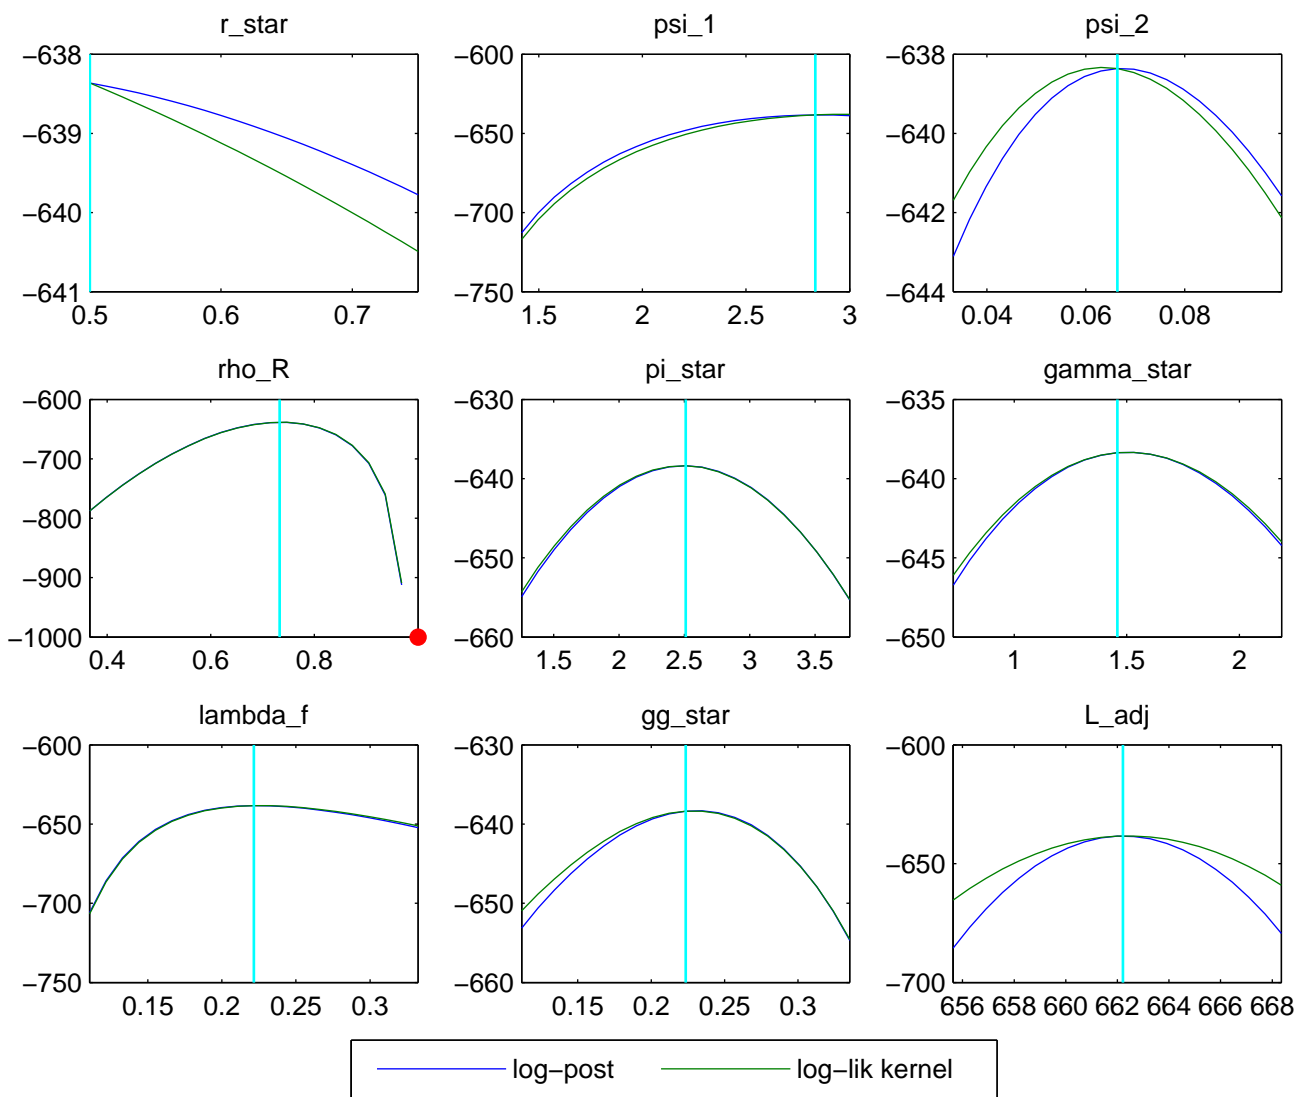 r_star psi_1 psi_2
−638 −600 −638
−639 −650 −640
−640 −700 −642
−641 −750 −644
0.5 0.6 0.7 1.5 2 2.5 3 0.04 0.06 0.08
rho_R pi_star gamma_star
−600 −630 −635
−700 −640 −640
−800
−900 −650 −645
−1000 −660 −650
0.4 0.6 0.8 1.5 2 2.5 3 3.5 1 1.5 2
lambda_f gg_star L_adj
−600 −630 −600
−650 −640 −650
−700 −650
−750 −660 −700
0.15 0.2 0.25 0.3 0.15 0.2 0.25 0.3 656 658 660 662 664 666 668
log−post log−lik kernel